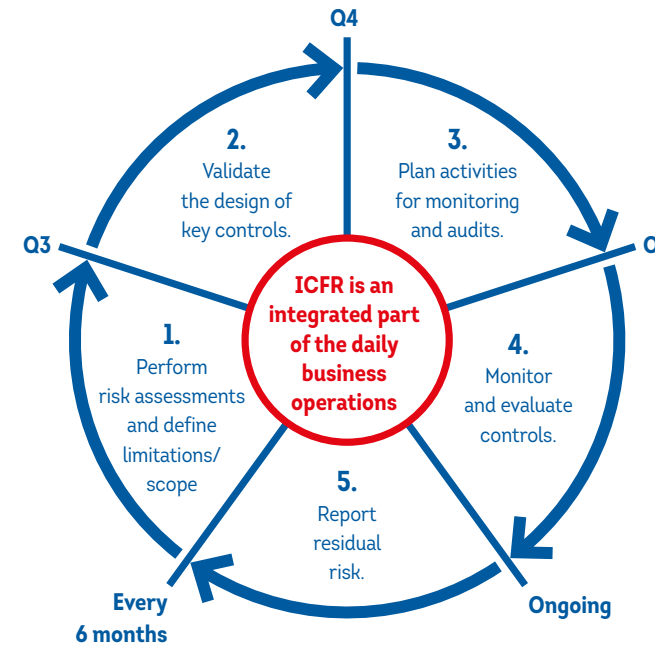 Q4
2.
Validate
the design of
key controls.
3.
Plan activities
for monitoring
and audits.
Q3
ICFR is an
integrated part
of the daily
business
operations
1.
Perform
risk assessments
and define
limitations/
scope
4.
Monitor
and evaluate
controls.
5.
Report
residual
risk.
Every
6 months
Ongoing